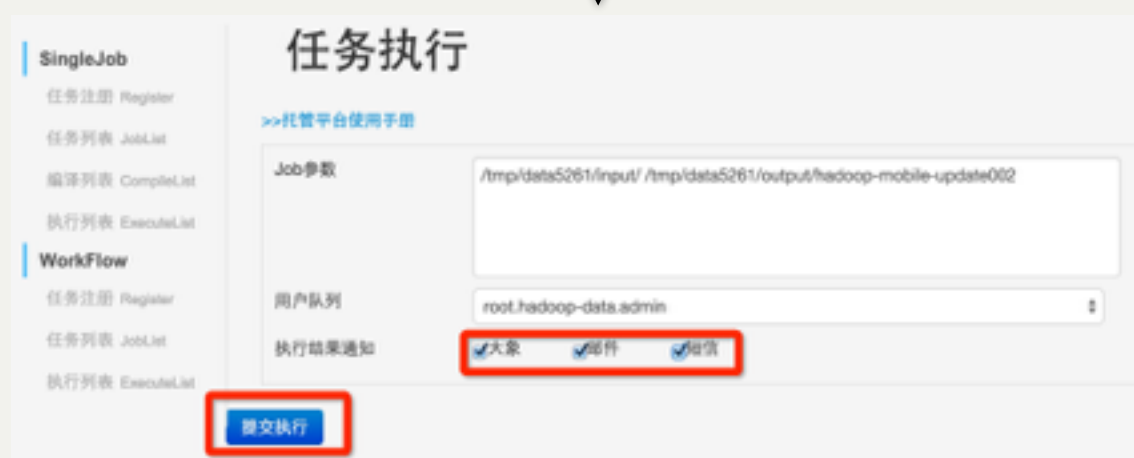 SingleJob
任务注册 Register
任务列表 JobList
编译列表 CompileList
执行列表 ExecuteList
WorkFlow
任务注册 Register
任务列表 JobList
执行列表 ExecuteList
任务执行
>>托管平台使用手册
Job参数
/tmp/data5261/input/ /tmp/data5261/output/hadoop-mobile-update002
用户队列
root.hadoop-data.admin
执行结果通知
大象 邮件 短信
提交执行